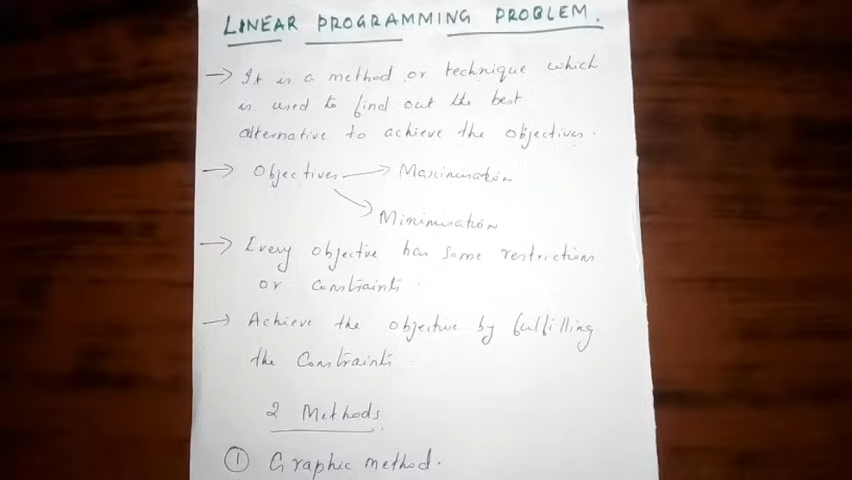 LINEAR PROGRAMMING PROBLEM.
→ It is a method or technique which
is used to find out the best
alternative to achieve the objectives.
→ Objectives → Maximisation
→ Minimisation
→ Every objective has some restrictions
or constraints.
→ Achieve the objective by fulfilling
the Constraints.
2 Methods.
① Graphic method.